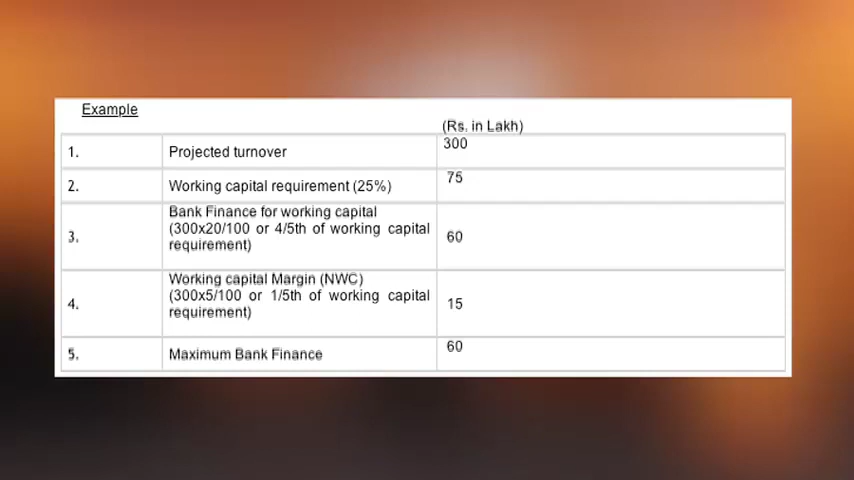 Example
(Rs. in Lakh)
1. Projected turnover 300
2. Working capital requirement (25%) 75
3. Bank Finance for working capital
(300x20/100 or 4/5th of working capital
requirement) 60
4. Working capital Margin (NWC)
(300x5/100 or 1/5th of working capital
requirement) 15
5. Maximum Bank Finance 60